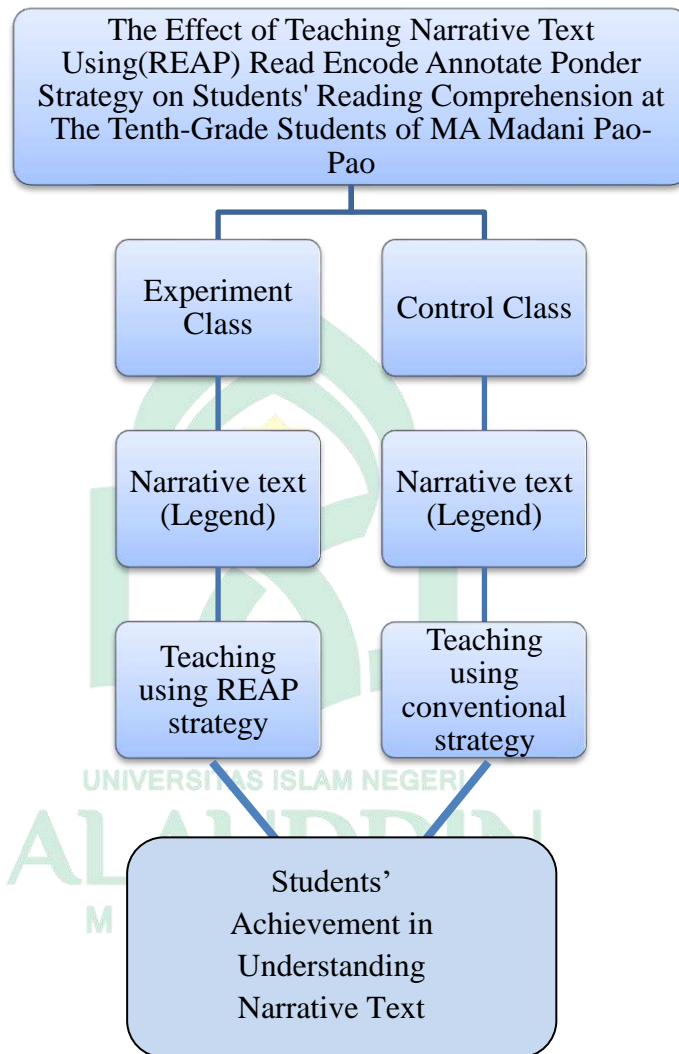 The Effect of Teaching Narrative Text
Using(REAP) Read Encode Annotate Ponder
Strategy on Students' Reading Comprehension at
The Tenth-Grade Students of MA Madani Pao-
Pao
Experiment
Class
Control Class
Narrative text
(Legend)
Narrative text
(Legend)
Teaching
using REAP
strategy
Teaching
using
conventional
strategy
UNIVERSITAS ISLAM NEGERI
ALAUDDIN
M
Students’
Achievement in
Understanding
Narrative Text